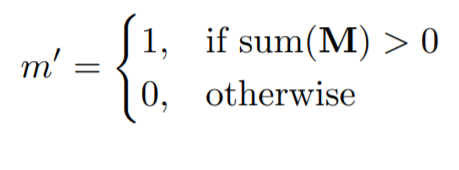 m′ = { 1, if sum(M) > 0
0, otherwise